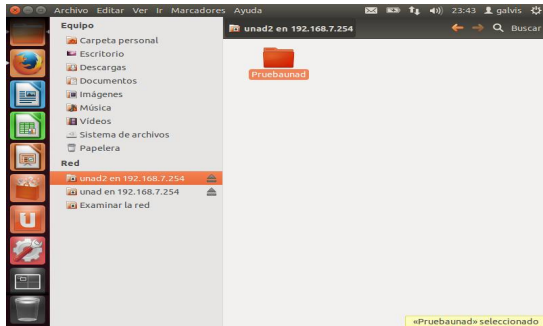 Archivo Editar Ver Ir Marcadores Ayuda 23:43 galvis
Equipo
Carpeta personal
Escritorio
Descargas
Documentos
Imágenes
Música
Vídeos
Sistema de archivos
Papelera
Red
unad2 en 192.168.7.254
unad en 192.168.7.254
Examinar la red
unad2 en 192.168.7.254 Buscar
Pruebaunad
«Pruebaunad» seleccionado